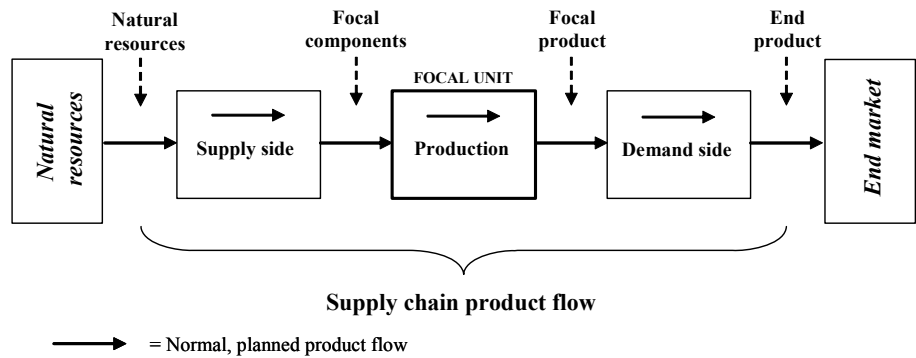 Natural
resources
Focal
components
Focal
product
End
product
FOCAL UNIT
Natural
resources
Supply side
Production
Demand side
End market
Supply chain product flow
= Normal, planned product flow